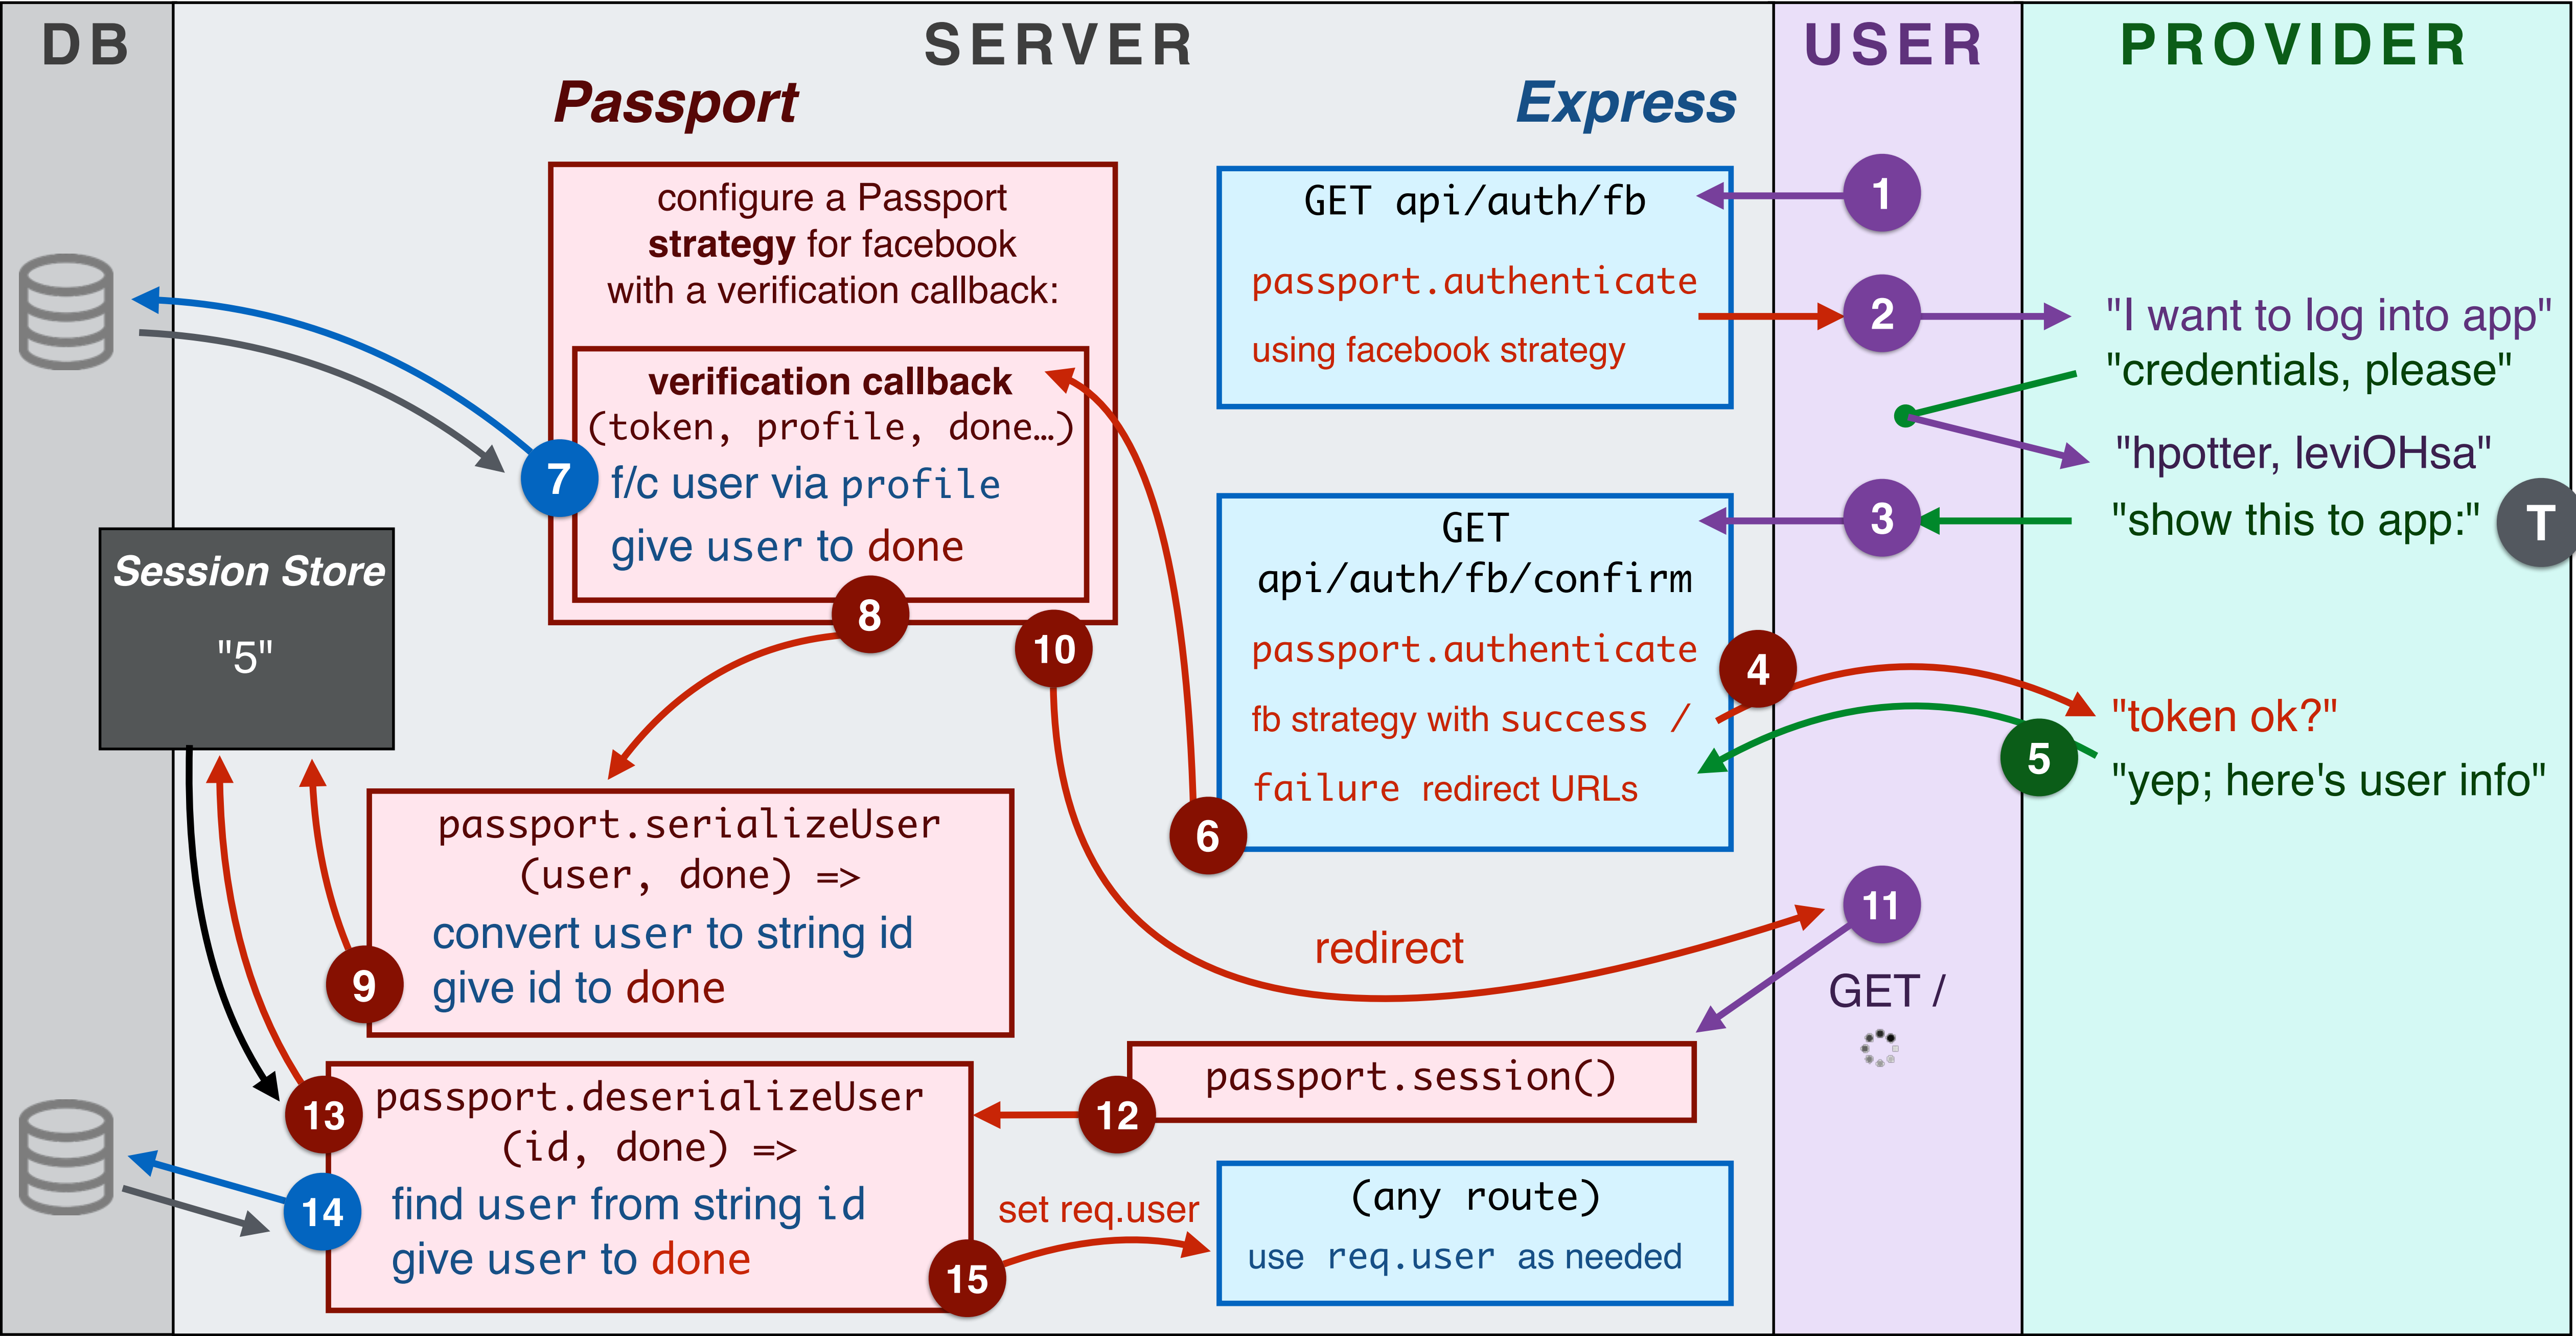 DB
SERVER
USER
PROVIDER
Passport
Express
configure a Passport
strategy for facebook
with a verification callback:
verification callback
(token, profile, done…)
7
f/c user via profile
give user to done
8
10
GET api/auth/fb
passport.authenticate
using facebook strategy
1
2
"I want to log into app"
"credentials, please"
"hpotter, leviOHsa"
3
"show this to app:"
T
GET
api/auth/fb/confirm
passport.authenticate
fb strategy with success /
failure redirect URLs
4
"token ok?"
5
"yep; here's user info"
6
Session Store
"5"
passport.serializeUser
(user, done) =>
convert user to string id
give id to done
9
redirect
11
GET /
passport.session()
12
13
passport.deserializeUser
(id, done) =>
14
find user from string id
give user to done
15
set req.user
(any route)
use req.user as needed